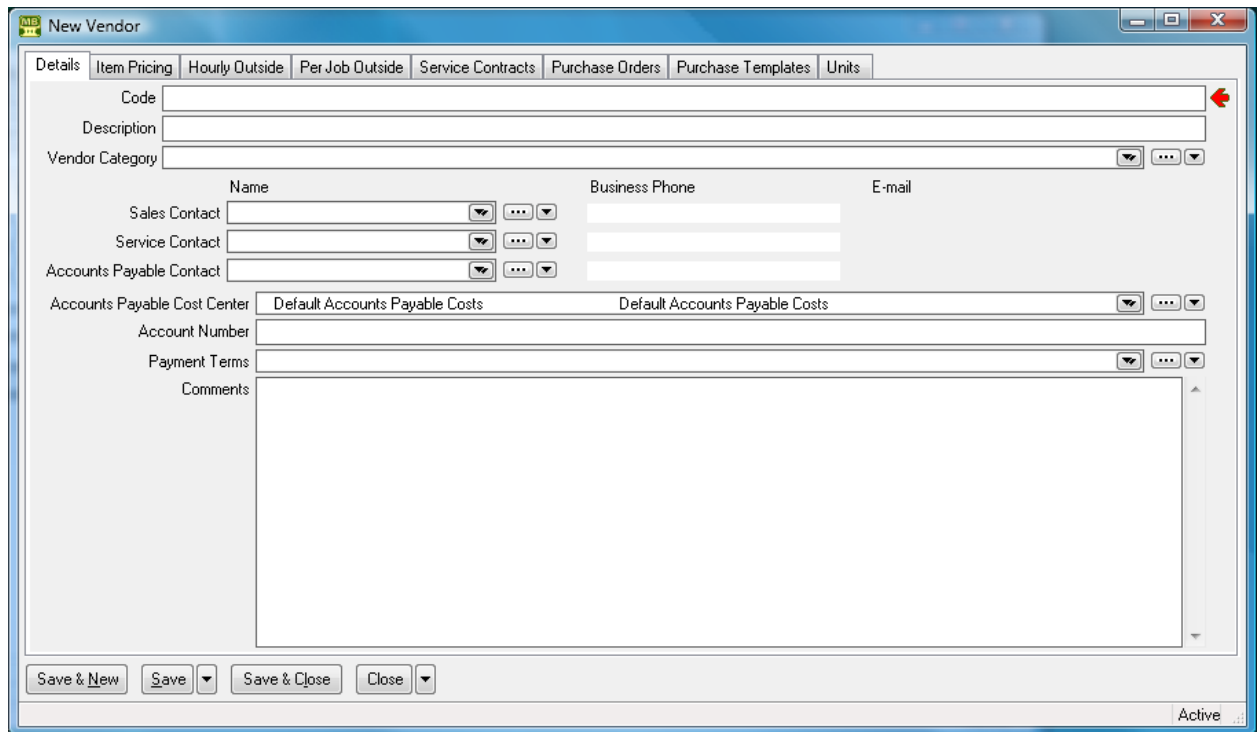 MB New Vendor
Details Item Pricing Hourly Outside Per Job Outside Service Contracts Purchase Orders Purchase Templates Units
Code
Description
Vendor Category
Name Business Phone E-mail
Sales Contact
Service Contact
Accounts Payable Contact
Accounts Payable Cost Center Default Accounts Payable Costs Default Accounts Payable Costs
Account Number
Payment Terms
Comments
Save & New Save Save & Close Close
Active